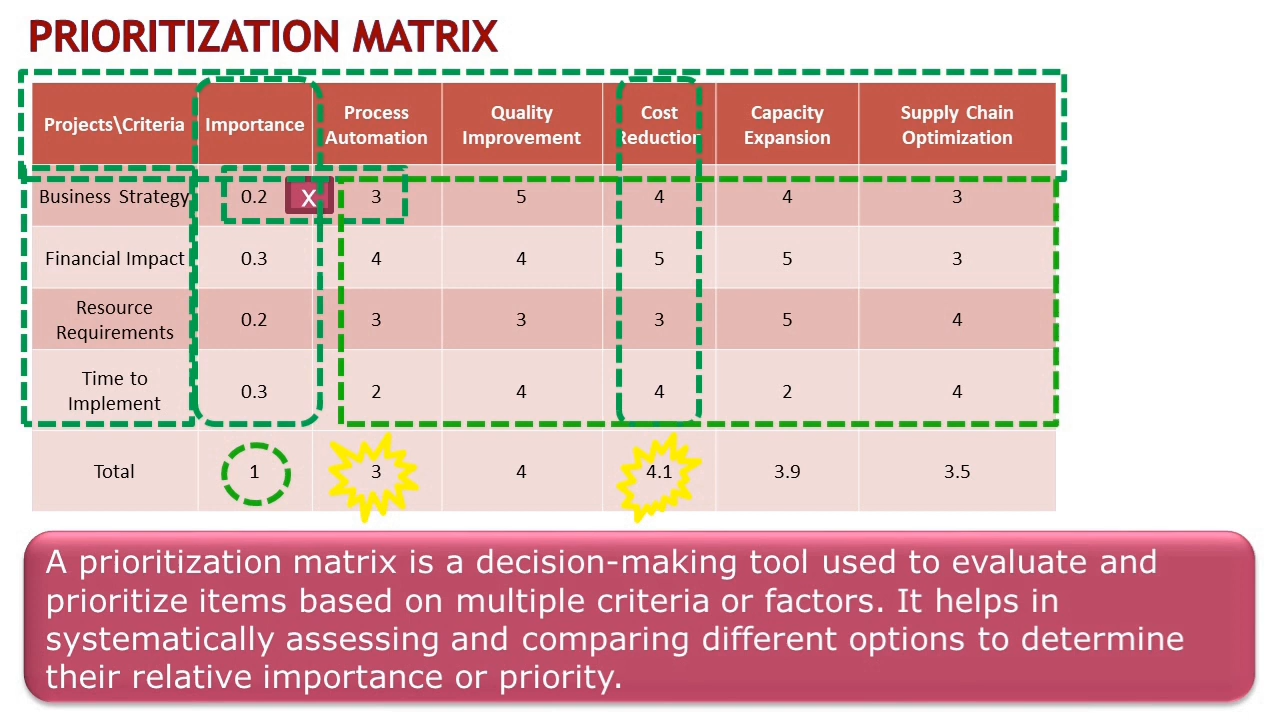 PRIORITIZATION MATRIX
Projects\Criteria Importance Process Automation Quality Improvement Cost Reduction Capacity Expansion Supply Chain Optimization
Business Strategy 0.2 X 3 5 4 4 3
Financial Impact 0.3 4 4 5 5 3
Resource Requirements 0.2 3 3 3 5 4
Time to Implement 0.3 2 4 4 2 4
Total 1 3 4 4.1 3.9 3.5
A prioritization matrix is a decision-making tool used to evaluate and
prioritize items based on multiple criteria or factors. It helps in
systematically assessing and comparing different options to determine
their relative importance or priority.